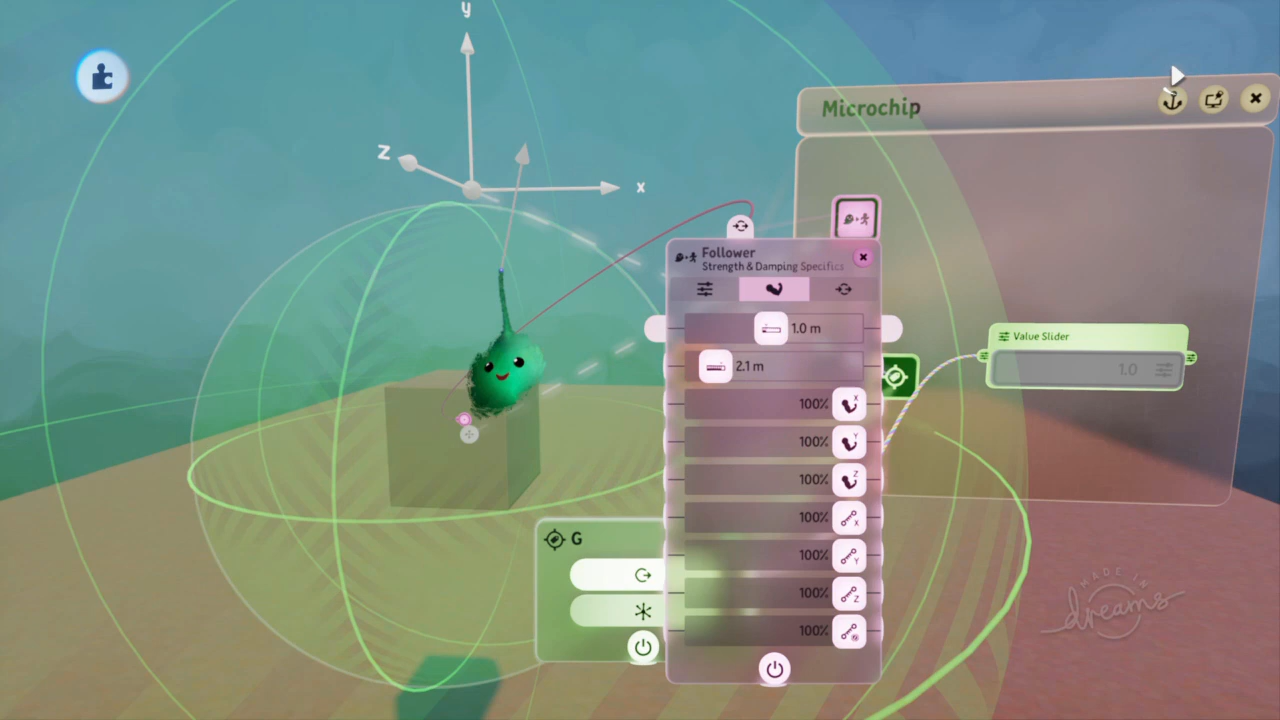 y
Z
x
Microchip
Follower
Strength & Damping Specifics
1.0 m
2.1 m
100% X
100% Y
100% Z
100% X
100% Y
100% Z
100%
Value Slider
1.0
G
MADE IN
dreams